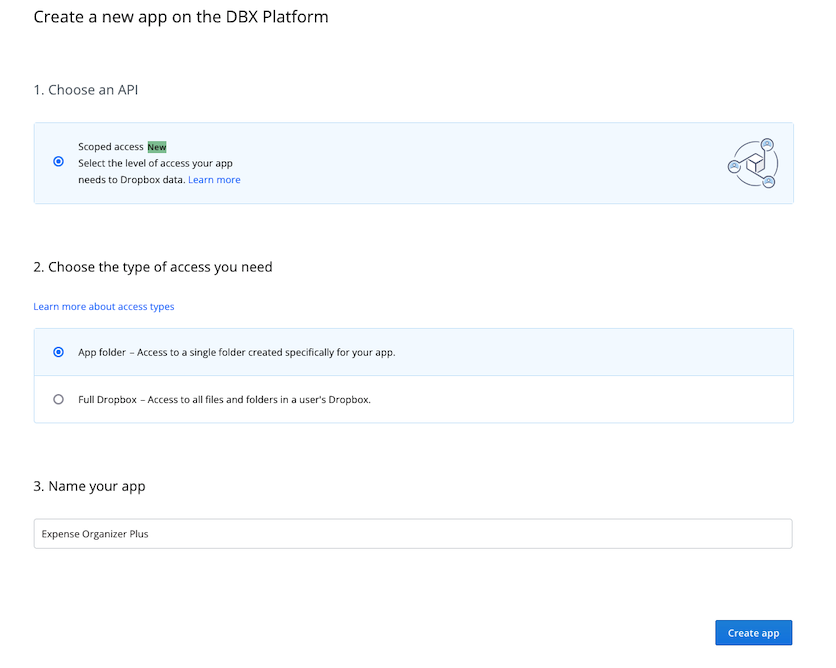 Create a new app on the DBX Platform
1. Choose an API
Scoped access New
Select the level of access your app
needs to Dropbox data. Learn more
2. Choose the type of access you need
Learn more about access types
App folder – Access to a single folder created specifically for your app.
Full Dropbox – Access to all files and folders in a user's Dropbox.
3. Name your app
Expense Organizer Plus
Create app